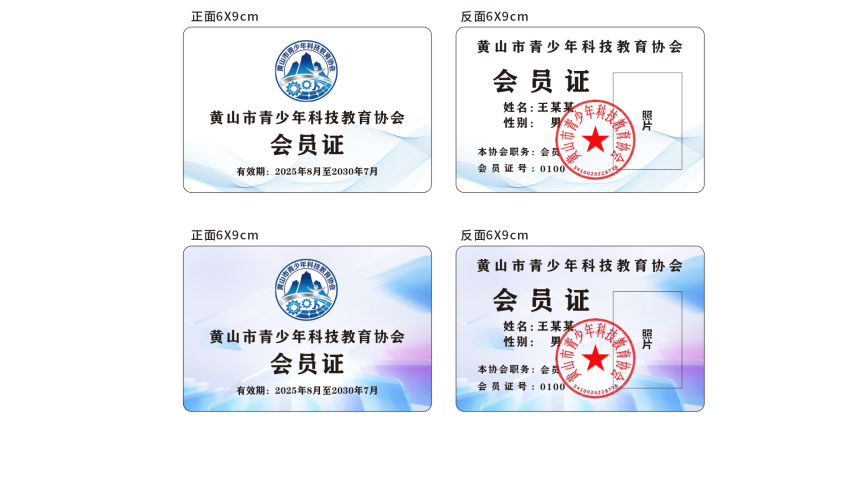 正面6X9cm
黄山市青少年科技教育协会
黄山市青少年科技教育协会
会员证
有效期：2025年8月至2030年7月
反面6X9cm
黄山市青少年科技教育协会
会员证
姓名：王某某
性别： 男
照片
本协会职务：会员
会员证号：0100
黄山市青少年科技教育协会
正面6X9cm
黄山市青少年科技教育协会
黄山市青少年科技教育协会
会员证
有效期：2025年8月至2030年7月
反面6X9cm
黄山市青少年科技教育协会
会员证
姓名：王某某
性别： 男
照片
本协会职务：会员
会员证号：0100
黄山市青少年科技教育协会